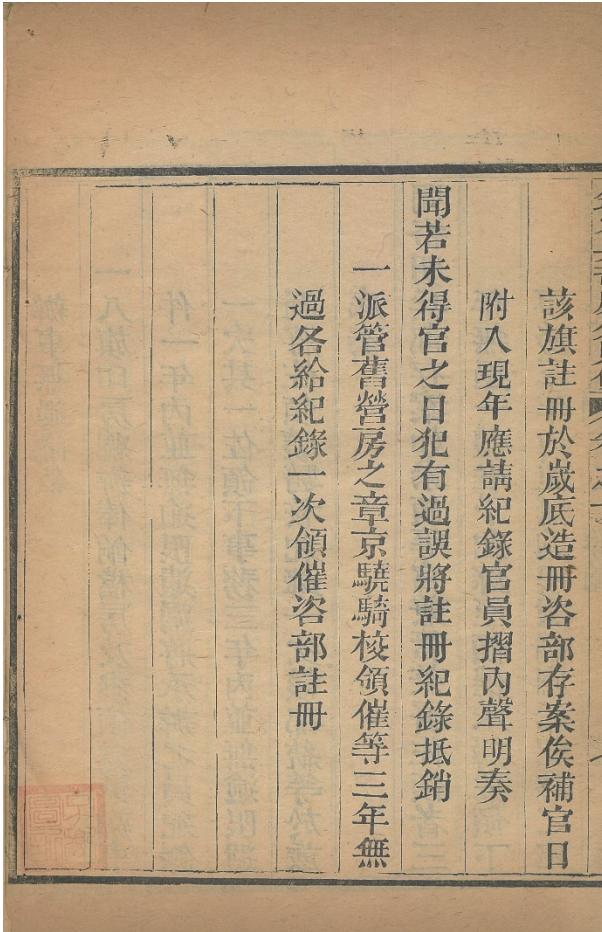 該旗註冊於嵗底造冊咨部存案俟補官日
附入現年應請紀錄官員摺內聲明奏
聞若未得官之日犯有過誤將註冊紀錄抵銷
一派管舊營房之章京驍騎校領催等三年無
過各給紀錄一次領催咨部註冊